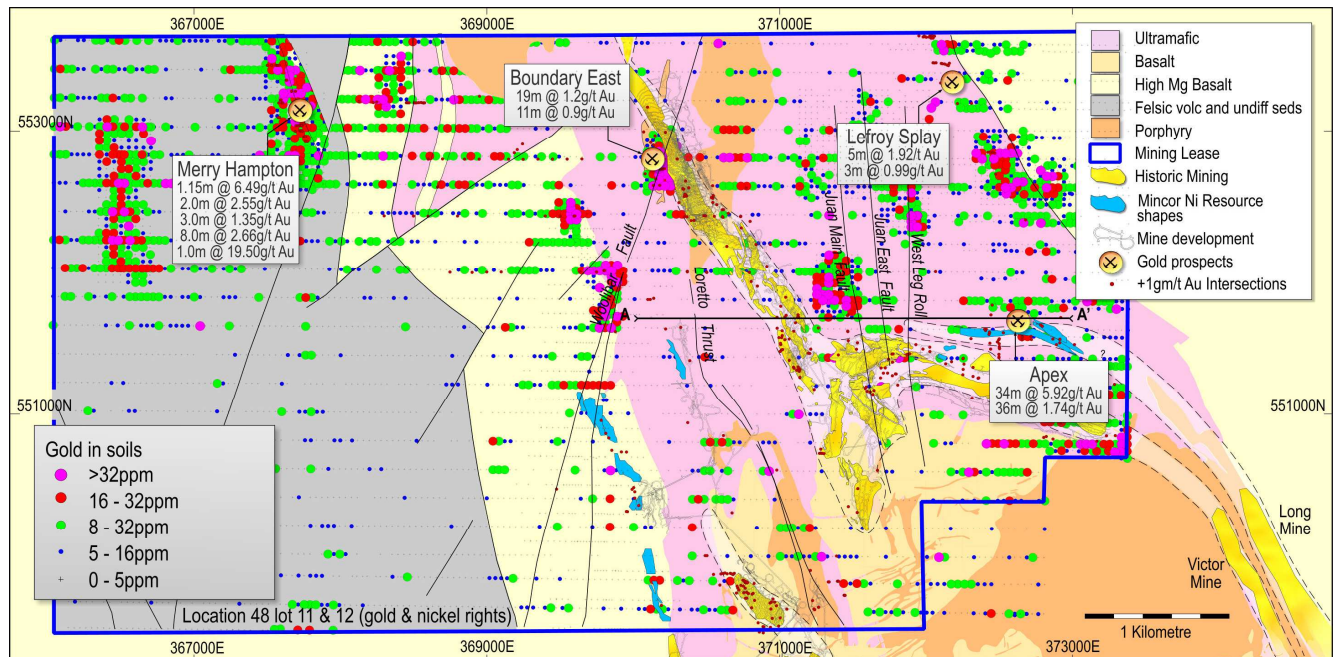 367000E
369000E
371000E
553000N
551000N
551000N
Boundary East
19m @ 1.2g/t Au
11m @ 0.9g/t Au
Lefroy Splay
5m @ 1.92g/t Au
3m @ 0.99g/t Au
Merry Hampton
1.15m @ 6.49g/t Au
2.0m @ 2.55g/t Au
3.0m @ 1.35g/t Au
8.0m @ 2.66g/t Au
1.0m @ 19.50g/t Au
Ultramafic
Basalt
High Mg Basalt
Felsic volc and undiff seds
Porphyry
Mining Lease
Historic Mining
Mincor Ni Resource
shapes
Mine development
Gold prospects
+1gm/t Au Intersections
Woolibar Fault
Loretto Thrust
Juan Main Fault
Juan East Fault
West Leg Roll
A
A'
?
Apex
34m @ 5.92g/t Au
36m @ 1.74g/t Au
Gold in soils
>32ppm
16 - 32ppm
8 - 32ppm
5 - 16ppm
0 - 5ppm
Location 48 lot 11 & 12 (gold & nickel rights)
Long
Mine
Victor
Mine
1 Kilometre
367000E
369000E
371000E
373000E